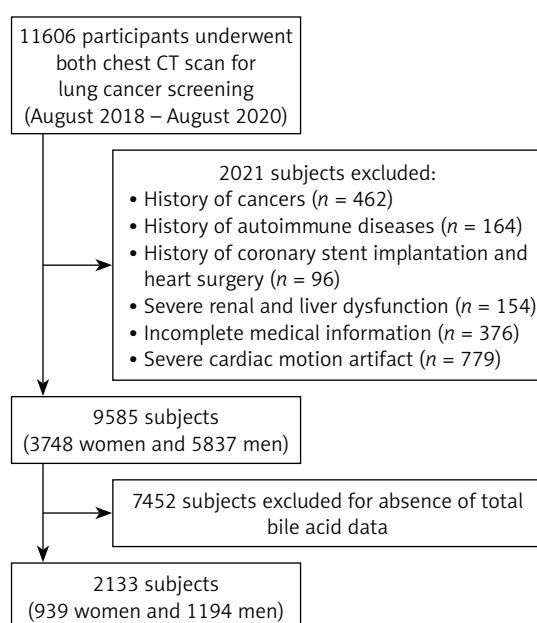 11606 participants underwent
both chest CT scan for
lung cancer screening
(August 2018 – August 2020)
2021 subjects excluded:
• History of cancers (n = 462)
• History of autoimmune diseases (n = 164)
• History of coronary stent implantation and
heart surgery (n = 96)
• Severe renal and liver dysfunction (n = 154)
• Incomplete medical information (n = 376)
• Severe cardiac motion artifact (n = 779)
9585 subjects
(3748 women and 5837 men)
7452 subjects excluded for absence of total
bile acid data
2133 subjects
(939 women and 1194 men)